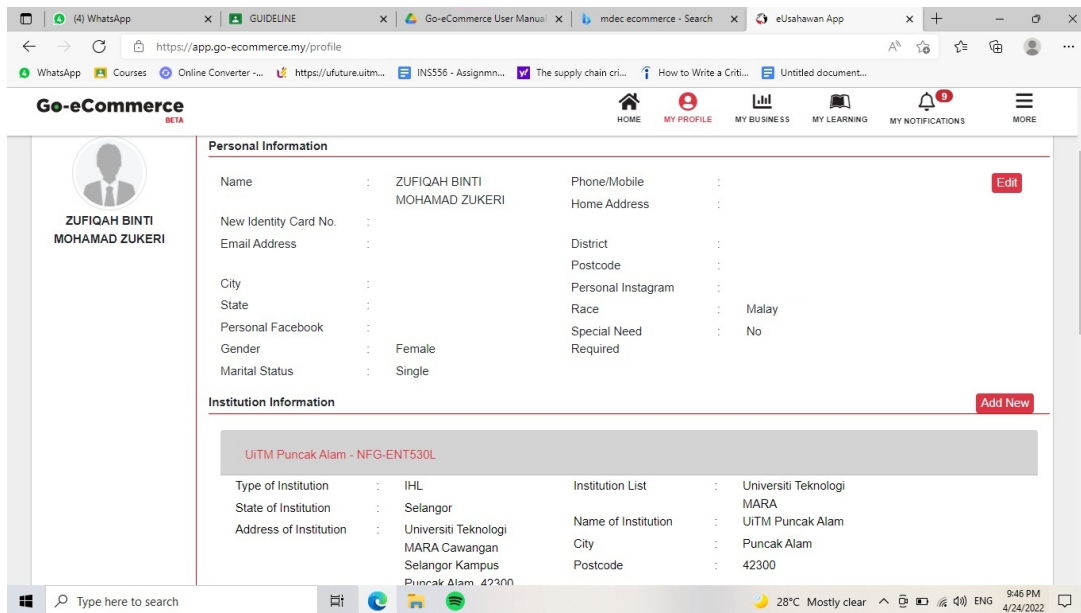 (4) WhatsApp
GUIDELINE
Go-eCommerce User Manual
mdec ecommerce - Search
eUsahawan App
https://app.go-ecommerce.my/profile
WhatsApp
Courses
Online Converter -...
https://ufuture.uitm...
INS556 - Assignmn...
The supply chain cri...
How to Write a Criti...
Untitled document...
Go-eCommerce
BETA
HOME
MY PROFILE
MY BUSINESS
MY LEARNING
9
MY NOTIFICATIONS
MORE
ZUFIQAH BINTI
MOHAMAD ZUKERI
Personal Information
Edit
Name : ZUFIQAH BINTI
MOHAMAD ZUKERI
New Identity Card No. :
Email Address :
City :
State :
Personal Facebook :
Gender : Female
Marital Status : Single
Phone/Mobile :
Home Address :
District :
Postcode :
Personal Instagram :
Race : Malay
Special Need : No
Required
Institution Information
Add New
UiTM Puncak Alam - NFG-ENT530L
Type of Institution : IHL
State of Institution : Selangor
Address of Institution : Universiti Teknologi
MARA Cawangan
Selangor Kampus
Puncak Alam, 42300
Institution List : Universiti Teknologi
MARA
Name of Institution : UiTM Puncak Alam
City : Puncak Alam
Postcode : 42300
Type here to search
28°C Mostly clear
ENG
9:46 PM
4/24/2022